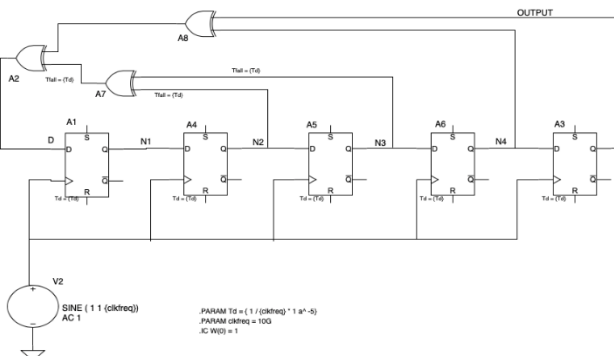 OUTPUT
A8
A2
Tfall = {Td}
A7
Tfall = {Td}
Tfall = {Td}
A1
A4
A5
A6
A3
D
N1
N2
N3
N4
S
S
S
S
S
D Q
D Q
D Q
D Q
D Q
Q
Q
Q
Q
Q
R
R
R
R
R
Td = {Td}
Td = {Td}
Td = {Td}
Td = {Td}
Td = {Td}
V2
+
SINE ( 1 1 {clkfreq})
AC 1
.PARAM Td = { 1 / {clkfreq} * 1 a^ -5}
.PARAM clkfreq = 10G
.IC W(0) = 1